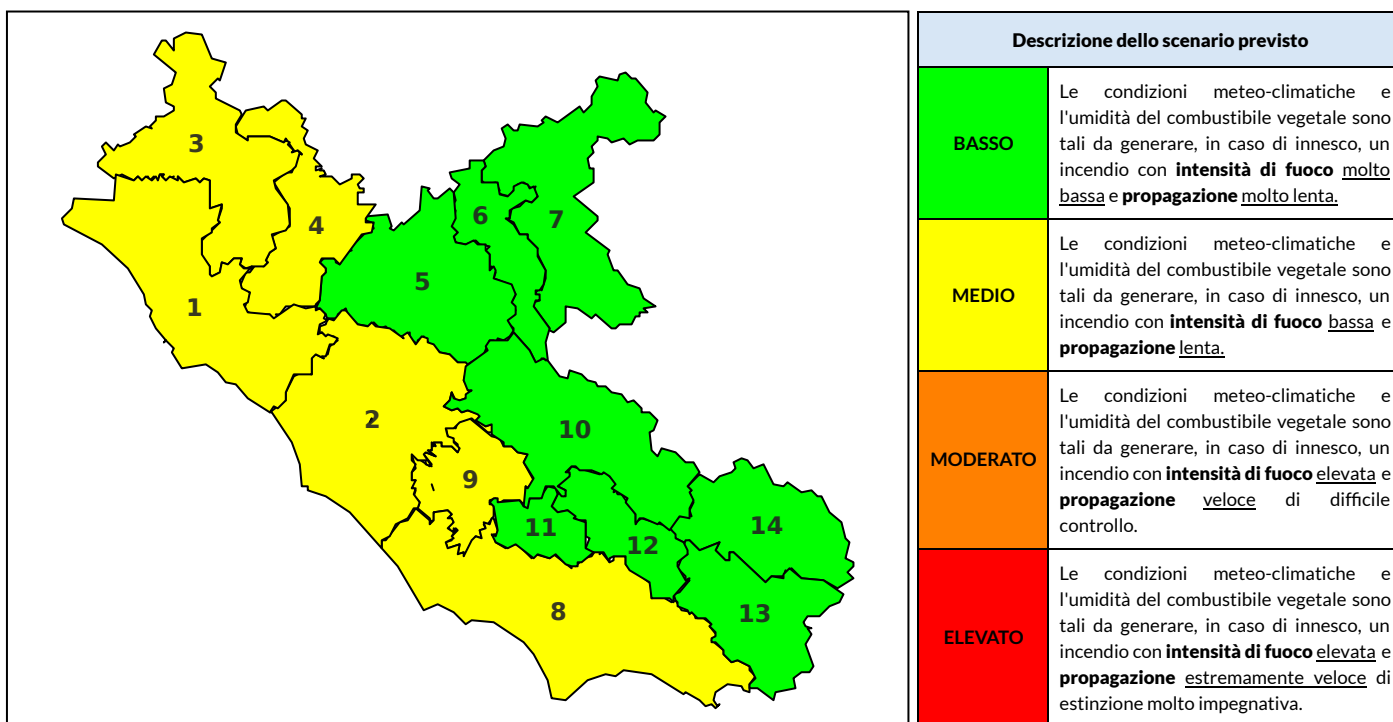 3
4
6
7
5
1
2
10
9
11
12
14
8
13
Descrizione dello scenario previsto
BASSO
Le condizioni meteo-climatiche e
l'umidità del combustibile vegetale sono
tali da generare, in caso di innesco, un
incendio con intensità di fuoco molto
bassa e propagazione molto lenta.
MEDIO
Le condizioni meteo-climatiche e
l'umidità del combustibile vegetale sono
tali da generare, in caso di innesco, un
incendio con intensità di fuoco bassa e
propagazione lenta.
MODERATO
Le condizioni meteo-climatiche e
l'umidità del combustibile vegetale sono
tali da generare, in caso di innesco, un
incendio con intensità di fuoco elevata e
propagazione veloce di difficile
controllo.
ELEVATO
Le condizioni meteo-climatiche e
l'umidità del combustibile vegetale sono
tali da generare, in caso di innesco, un
incendio con intensità di fuoco elevata e
propagazione estremamente veloce di
estinzione molto impegnativa.